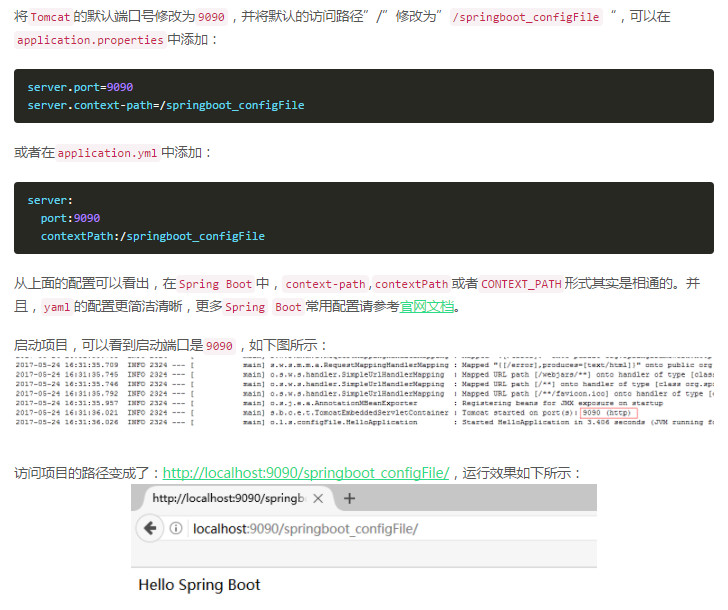 将 Tomcat 的默认端口号修改为 9090 ，并将默认的访问路径” /” 修改为” /springboot_configFile “，可以在
application.properties 中添加：
server.port=9090
server.context-path=/springboot_configFile
或者在 application.yml 中添加：
server:
port:9090
contextPath:/springboot_configFile
从上面的配置可以看出，在 Spring Boot 中，context-path,contextPath 或者 CONTEXT_PATH 形式其实是相通的。并
且，yaml 的配置更简洁清晰，更多 Spring Boot 常用配置请参考官网文档。
启动项目，可以看到启动端口是 9090 ，如下图所示：
2017-05-24 16:31:35.709 INFO 2324 --- [ main] s.w.s.m.m.a.RequestMappingHandlerMapping : Mapped "{[/error],produces=[text/html]}" onto public org
2017-05-24 16:31:35.745 INFO 2324 --- [ main] o.s.w.s.handler.SimpleUrlHandlerMapping : Mapped URL path [/webjars/**] onto handler of type [clas
2017-05-24 16:31:35.746 INFO 2324 --- [ main] o.s.w.s.handler.SimpleUrlHandlerMapping : Mapped URL path [/**] onto handler of type [class org.sp
2017-05-24 16:31:35.792 INFO 2324 --- [ main] o.s.w.s.handler.SimpleUrlHandlerMapping : Mapped URL path [/**/favicon.ico] onto handler of type [
2017-05-24 16:31:35.957 INFO 2324 --- [ main] o.s.j.e.a.AnnotationMBeanExporter : Registering beans for JMX exposure on startup
2017-05-24 16:31:36.021 INFO 2324 --- [ main] s.b.c.e.t.TomcatEmbeddedServletContainer : Tomcat started on port(s): 9090 (http)
2017-05-24 16:31:36.026 INFO 2324 --- [ main] o.l.s.configFile.HelloApplication : Started HelloApplication in 3.406 seconds (JVM running f
访问项目的路径变成了：http://localhost:9090/springboot_configFile/，运行效果如下所示：
http://localhost:9090/springb
localhost:9090/springboot_configFile/
Hello Spring Boot